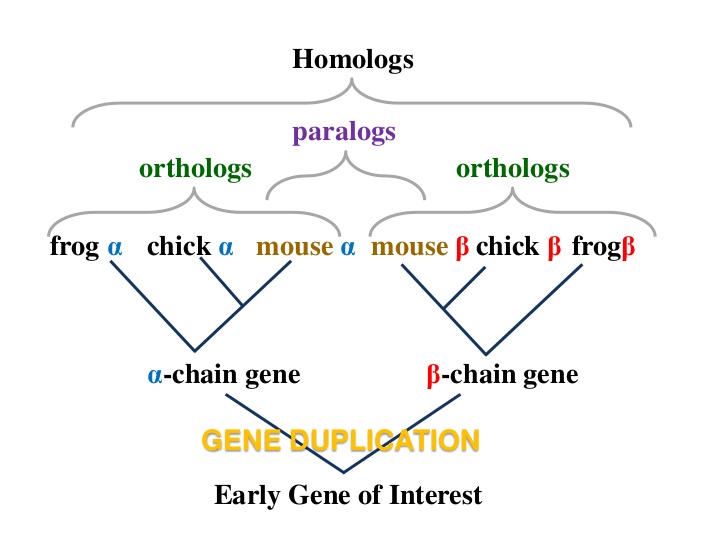 Homologs
paralogs
orthologs orthologs
frog α chick α mouse α mouse β chick β frogβ
α-chain gene β-chain gene
GENE DUPLICATION
Early Gene of Interest